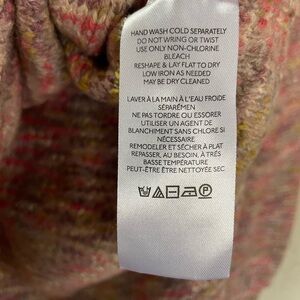 HAND WASH COLD SEPARATELY
DO NOT WRING OR TWIST
USE ONLY NON-CHLORINE
BLEACH
RESHAPE & LAY FLAT TO DRY
LOW IRON AS NEEDED
MAY BE DRY CLEANED
LAVER À LA MAIN À L'EAU FROIDE
SÉPARÉMEN
NE PAS TORDRE OU ESSORER
UTILISER UN AGENT DE
BLANCHIMENT SANS CHLORE SI
NÉCESSAIRE
REMODELER ET SÉCHER À PLAT
REPASSER, AU BESOIN, À TRÈS
BASSE TEMPÉRATURE
PEUT-ÊTRE ÊTRE NETTOYÉE SEC
P